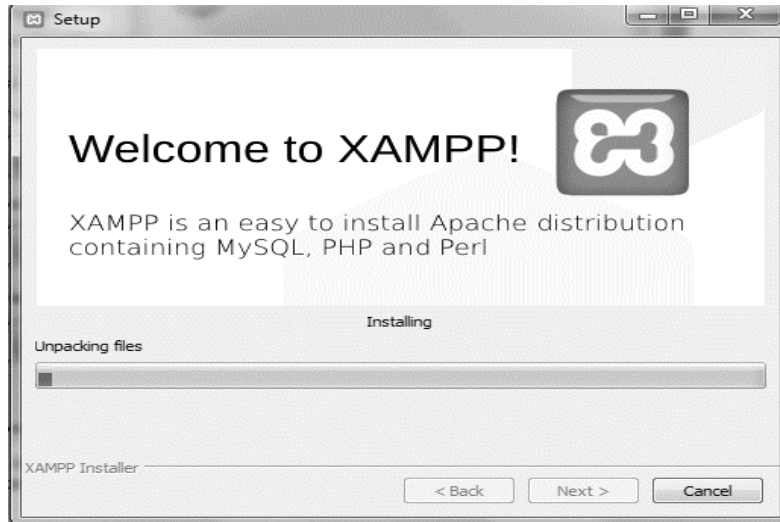 Setup
Welcome to XAMPP!
XAMPP is an easy to install Apache distribution
containing MySQL, PHP and Perl
Installing
Unpacking files
XAMPP Installer
< Back
Next >
Cancel